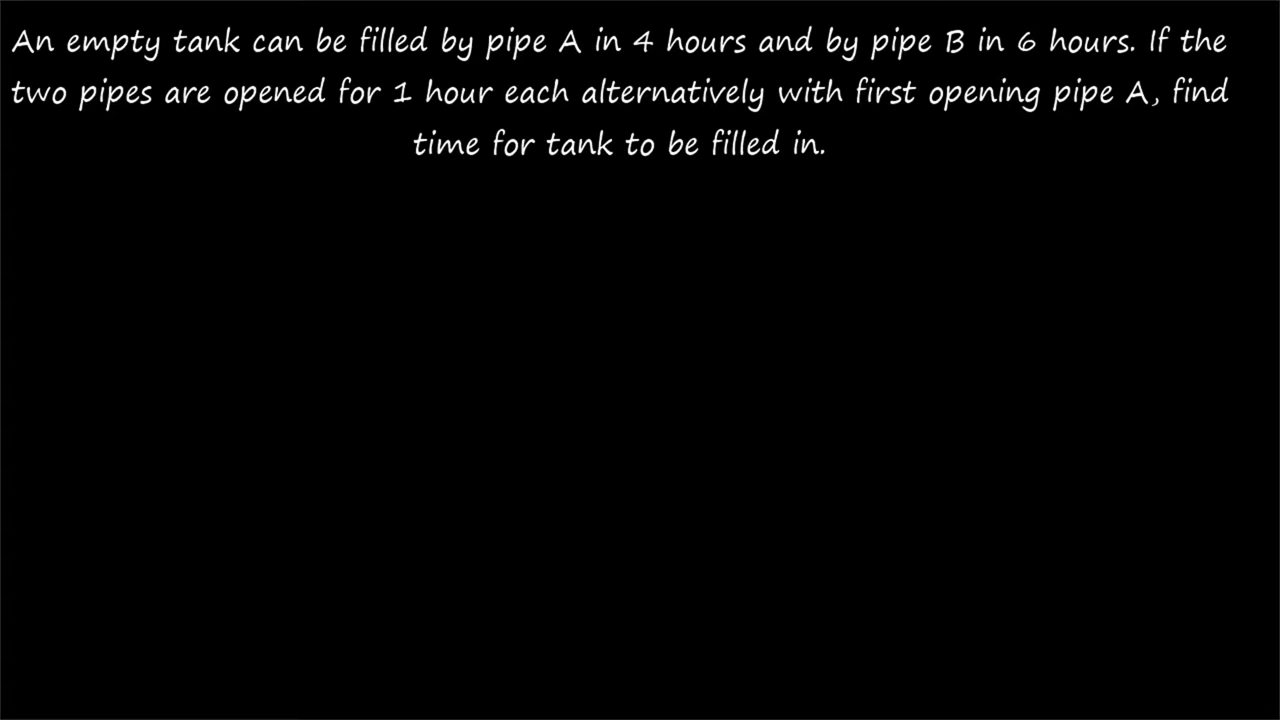 An empty tank can be filled by pipe A in 4 hours and by pipe B in 6 hours. If the
two pipes are opened for 1 hour each alternatively with first opening pipe A, find
time for tank to be filled in.